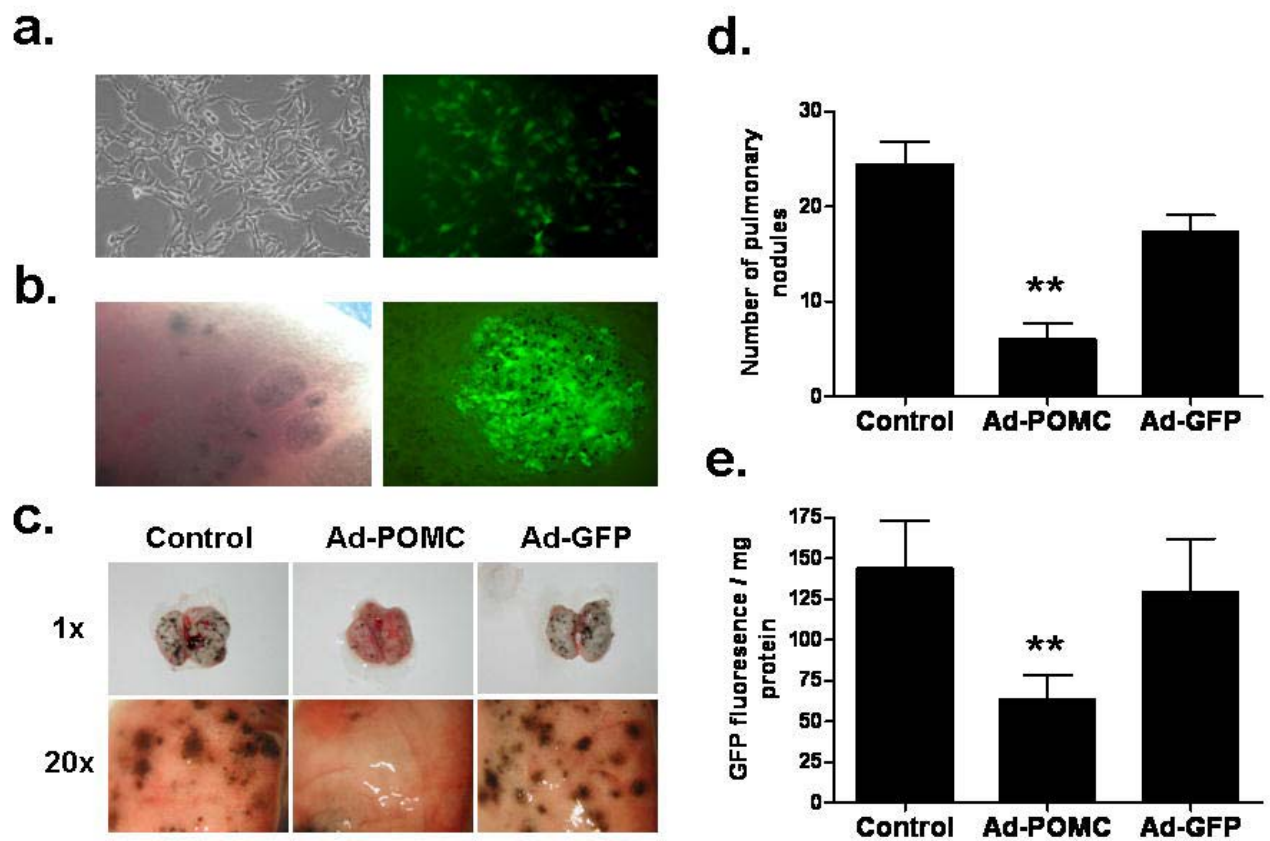 a.
b.
c.
Control Ad-POMC Ad-GFP
1x
20x
d.
Number of pulmonary
nodules
30
20
10
0
**
Control Ad-POMC Ad-GFP
e.
GFP fluoresence / mg
protein
175
150
125
100
75
50
25
0
**
Control Ad-POMC Ad-GFP